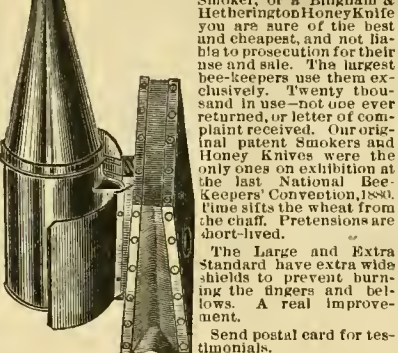 Smoker, or a Bingham &
Hetherington Honey Knife
you are sure of the best
and cheapest, and not lia-
ble to prosecution for their
use and sale. The largest
bee-keepers use them ex-
clusively. Twenty thou-
sand in use—not one ever
returned, or letter of com-
plaint received. Our orig-
inal patent Smokers and
Honey Knives were the
only ones on exhibition at
the last National Bee-
Keepers' Convention, 1880.
Time sifts the wheat from
the chaff. Pretensions are
short-lived.
The Large and Extra
Standard have extra wide
shields to prevent burn-
ing the fingers and bel-
lows. A real improve-
ment.
Send postal card for tes-
timonials.